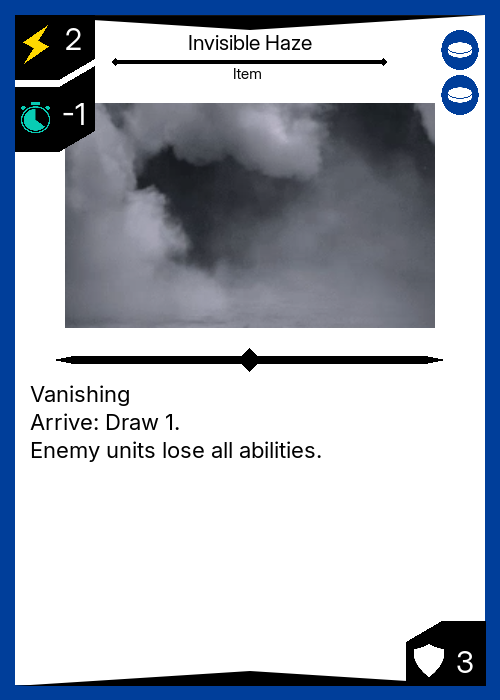 2
Invisible Haze
Item
-1
Vanishing
Arrive: Draw 1.
Enemy units lose all abilities.
3